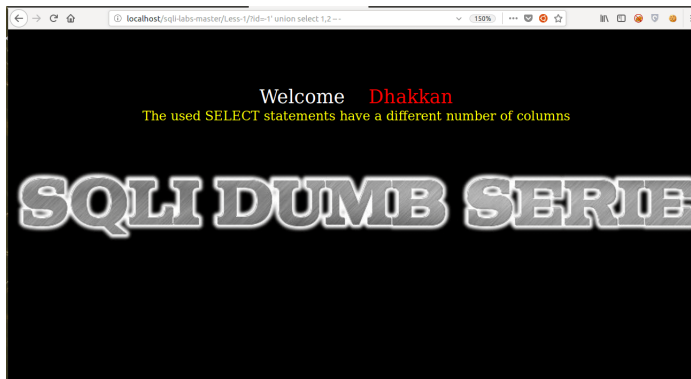 localhost/sqli-labs-master/Less-1/?id=-1' union select 1,2 --- 150%
Welcome Dhakkan
The used SELECT statements have a different number of columns
SQLI DUMB SERIE